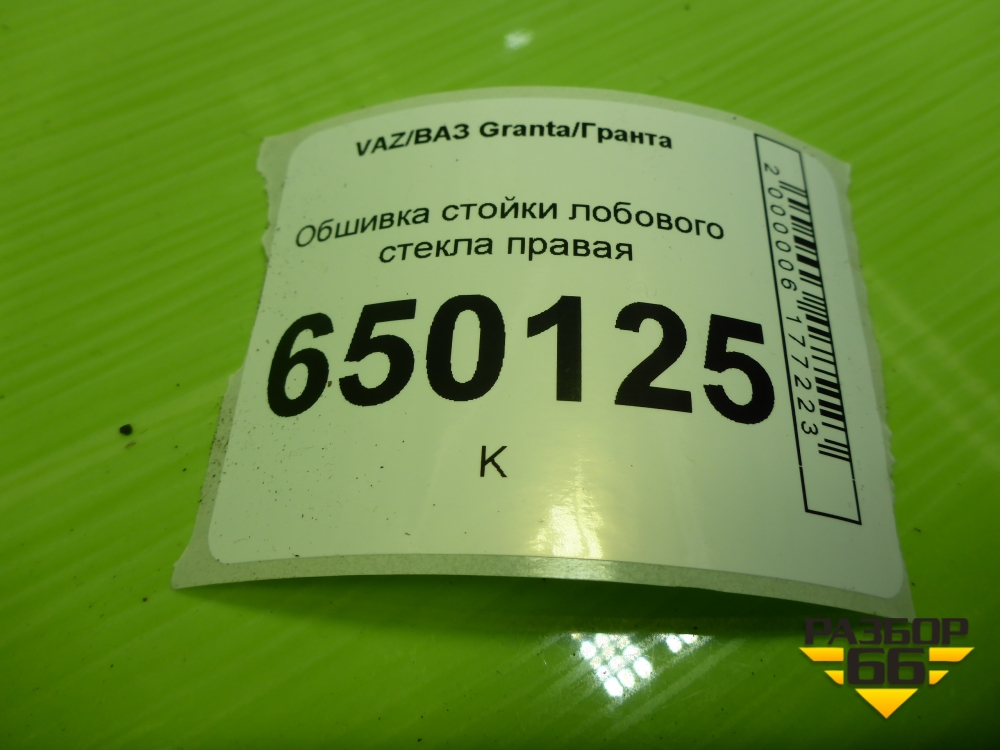 VAZ/ВАЗ Granta/Гранта
Обшивка стойки лобового
стекла правая
650125
К
2000006177223
РАЗБОР
66